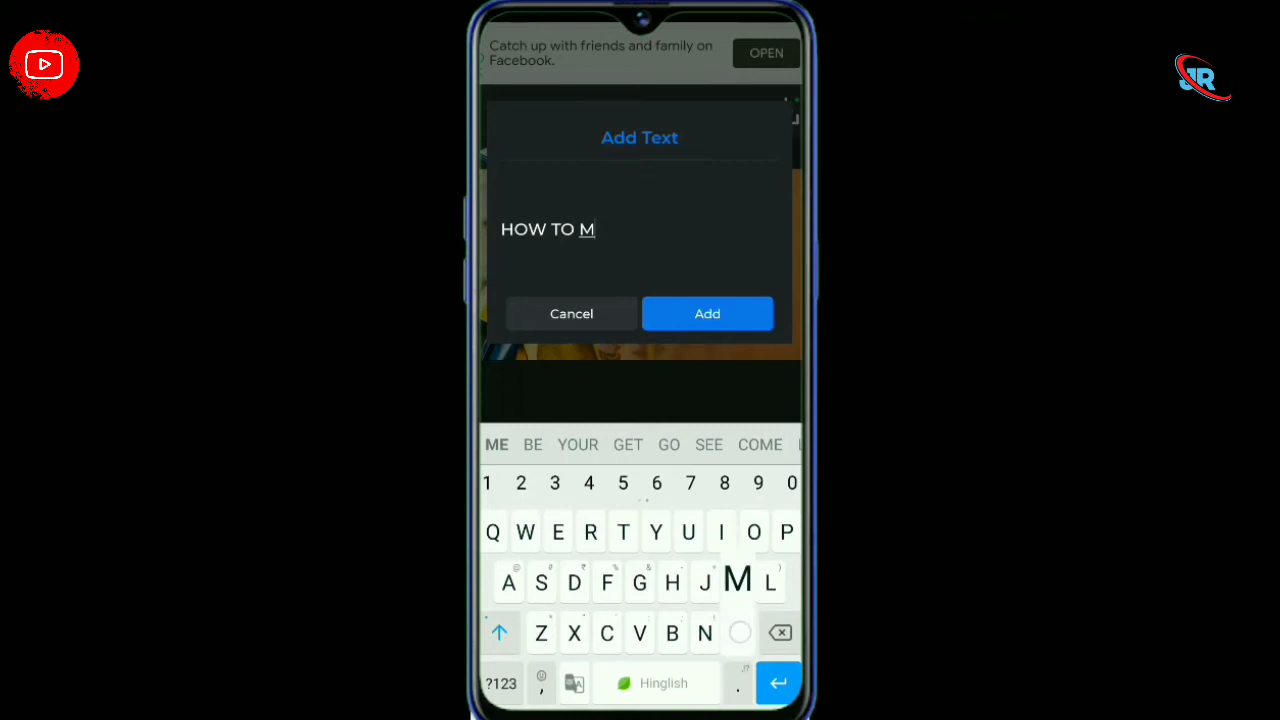 Catch up with friends and family on
Facebook.
OPEN
JR
Add Text
HOW TO M
Cancel
Add
ME BE YOUR GET GO SEE COME
1 2 3 4 5 6 7 8 9 0
Q W E R T Y U I O P
A S D F G H J M L
Z X C V B N
?123 , Hinglish .